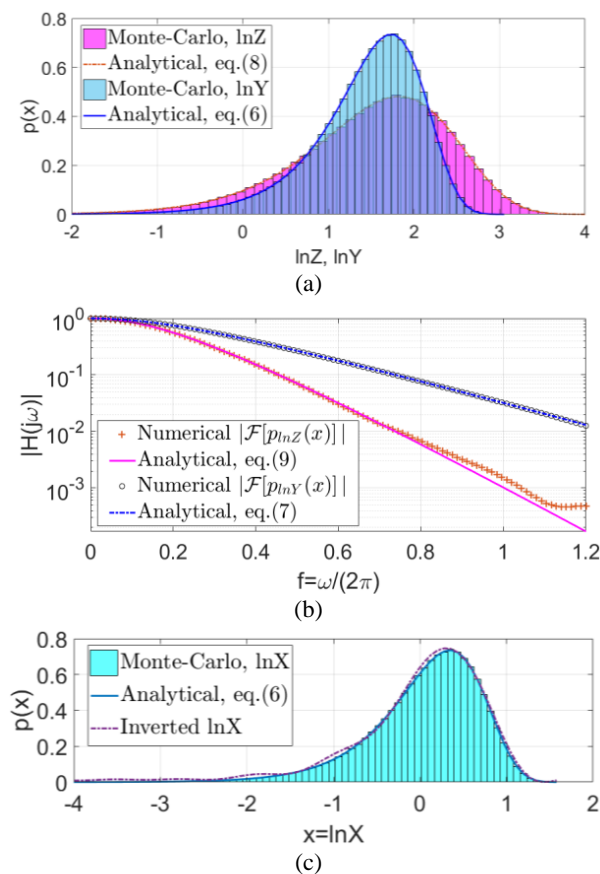 0.8
0.6
0.4
0.2
0
p(x)
Monte-Carlo, lnZ
Analytical, eq.(8)
Monte-Carlo, lnY
Analytical, eq.(6)
-2 -1 0 1 2 3 4
lnZ, lnY
(a)
10^0
10^-1
10^-2
10^-3
|H(jω)|
Numerical |ℱ[p_lnZ(x)]|
Analytical, eq.(9)
Numerical |ℱ[p_lnY(x)]|
Analytical, eq.(7)
0 0.2 0.4 0.6 0.8 1 1.2
f=ω/(2π)
(b)
0.8
0.6
0.4
0.2
0
p(x)
Monte-Carlo, lnX
Analytical, eq.(6)
Inverted lnX
-4 -3 -2 -1 0 1 2
x=lnX
(c)